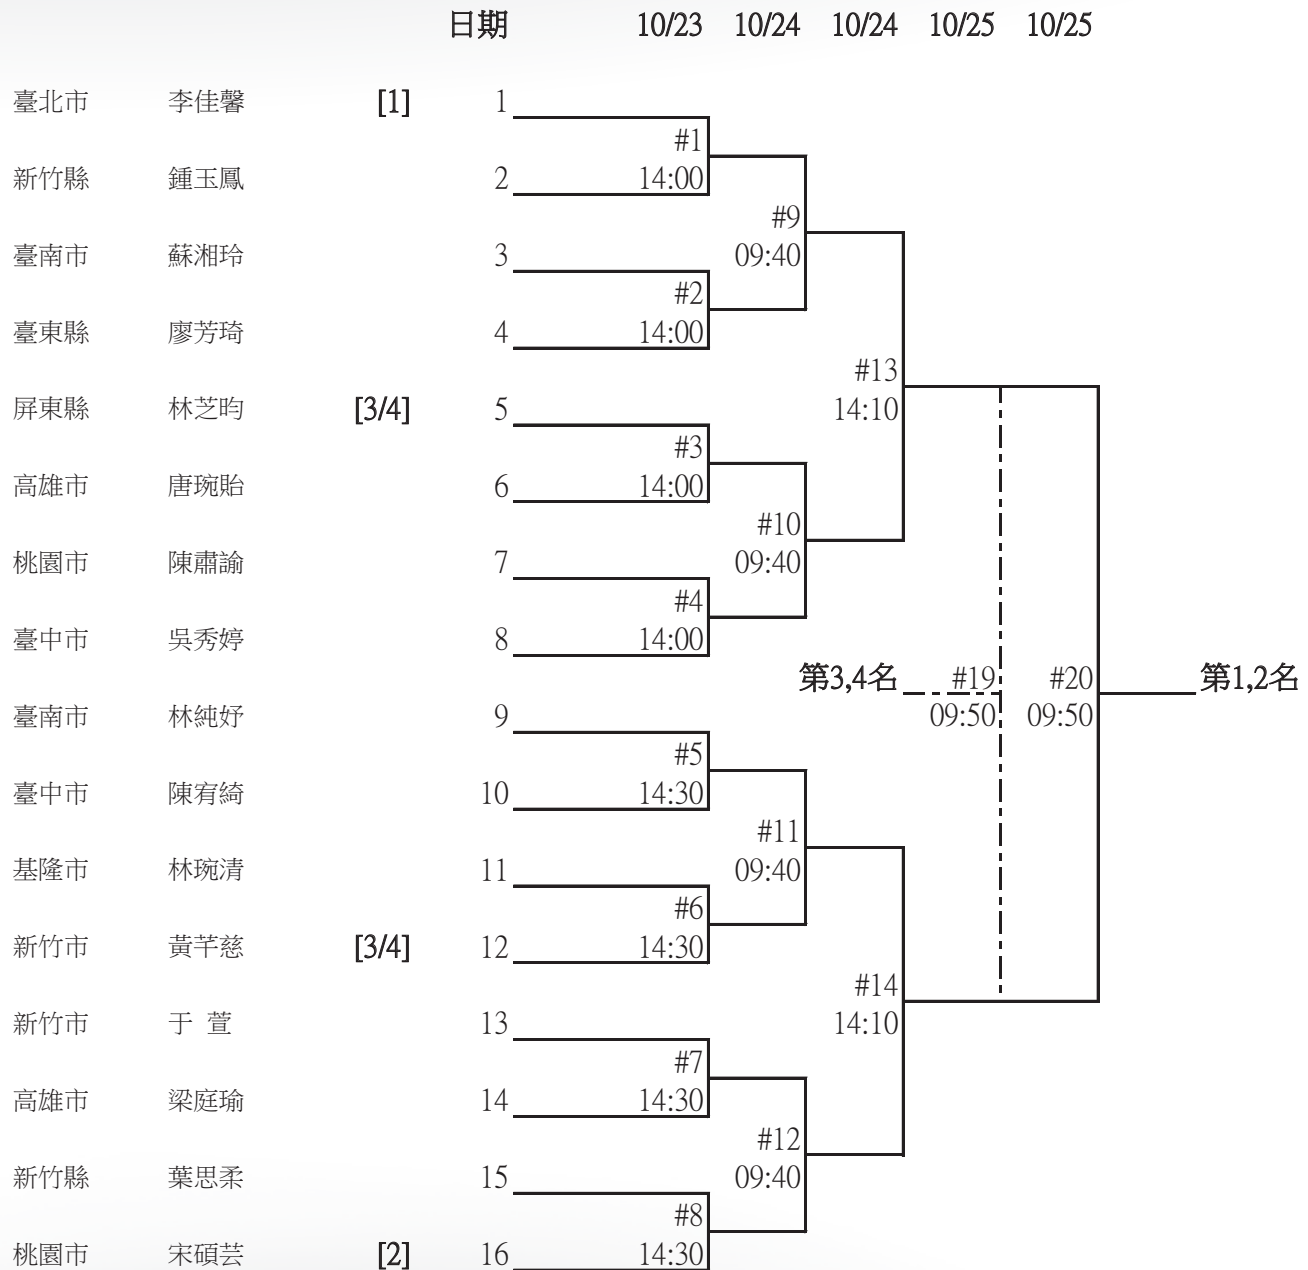 日期 10/23 10/24 10/24 10/25 10/25
臺北市 李佳馨 [1] 1
#1
新竹縣 鍾玉鳳 2 14:00
#9
臺南市 蘇湘玲 3 09:40
#2
臺東縣 廖芳琦 4 14:00
#13
屏東縣 林芝昀 [3/4] 5 14:10
#3
高雄市 唐琬貽 6 14:00
#10
桃園市 陳肅諭 7 09:40
#4
臺中市 吳秀婷 8 14:00
第3,4名 #19 #20 第1,2名
臺南市 林純妤 9 09:50 09:50
#5
臺中市 陳宥綺 10 14:30
#11
基隆市 林琬清 11 09:40
#6
新竹市 黃芊慈 [3/4] 12 14:30
#14
新竹市 于 萱 13 14:10
#7
高雄市 梁庭瑜 14 14:30
#12
新竹縣 葉思柔 15 09:40
#8
桃園市 宋碩芸 [2] 16 14:30